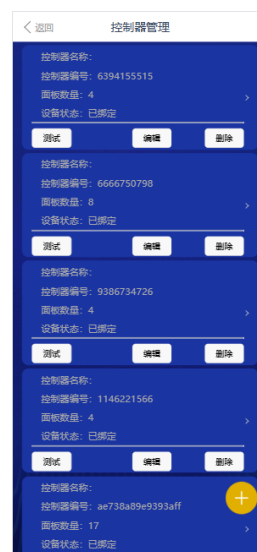 返回 控制器管理
控制器名称:
控制器编号: 6394155515
面板数量: 4
设备状态: 已绑定
测试 编辑 删除
控制器名称:
控制器编号: 6666750798
面板数量: 8
设备状态: 已绑定
测试 编辑 删除
控制器名称:
控制器编号: 9386734726
面板数量: 4
设备状态: 已绑定
测试 编辑 删除
控制器名称:
控制器编号: 1146221566
面板数量: 4
设备状态: 已绑定
测试 编辑 删除
控制器名称:
控制器编号: ae738a89e9393aff
面板数量: 17
设备状态: 已绑定